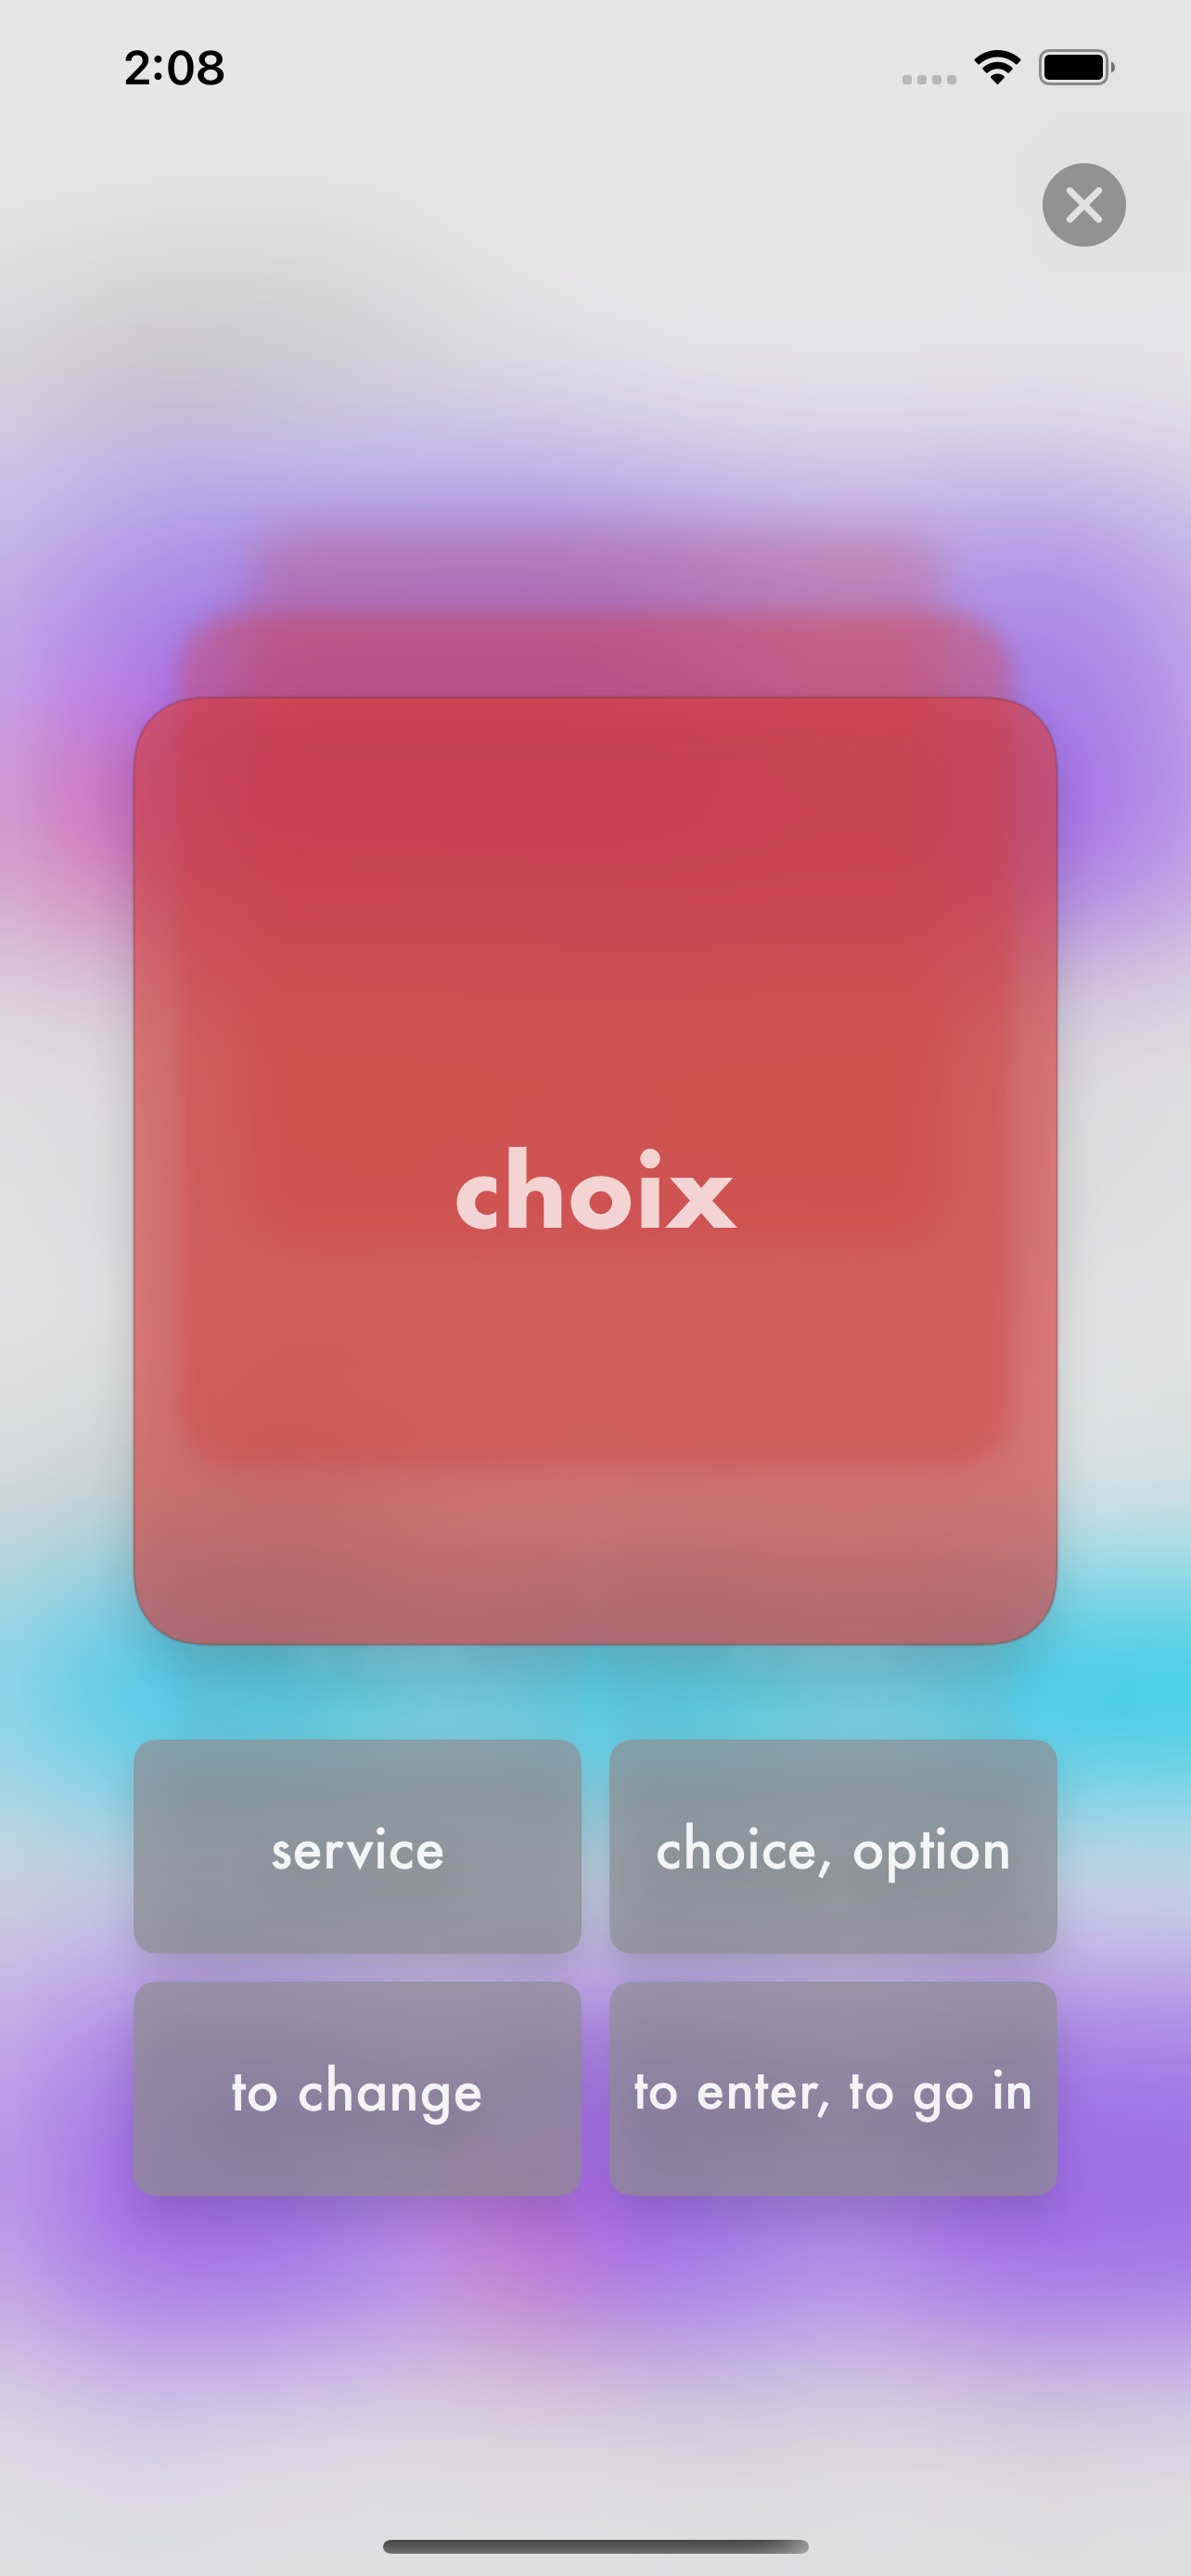 2:08
choix
service
choice, option
to change
to enter, to go in